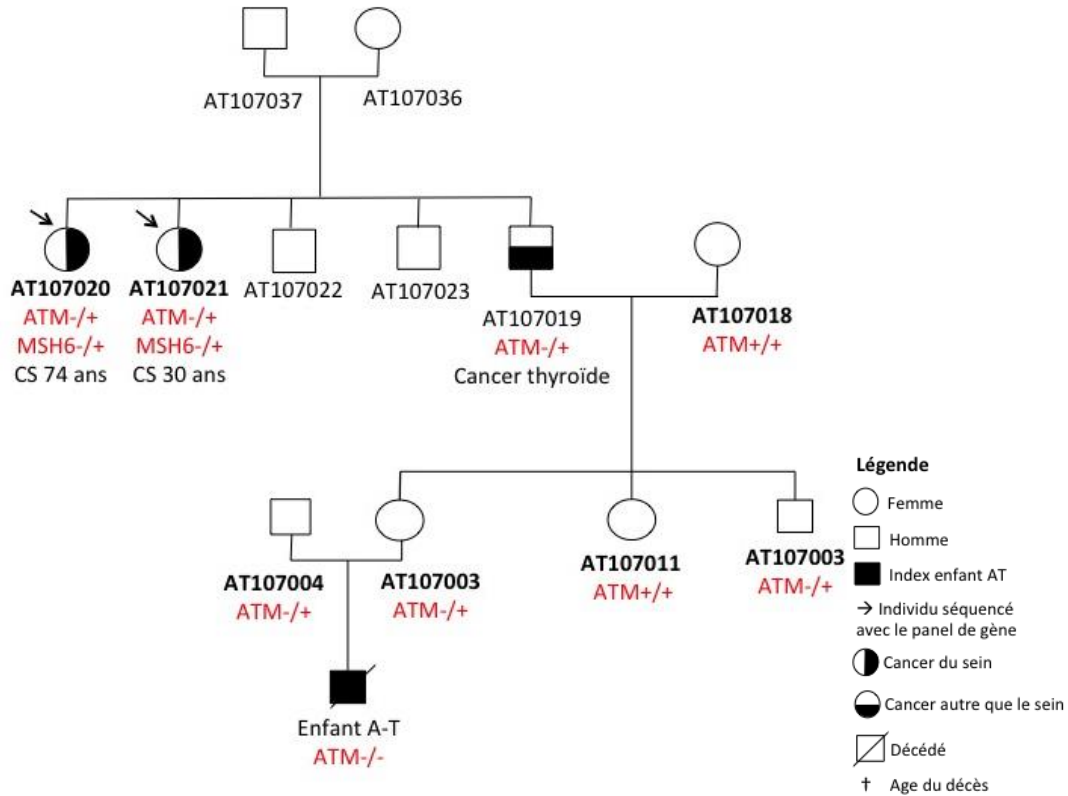 AT107037
AT107036
AT107020
ATM-/+
MSH6-/+
CS 74 ans
AT107021
ATM-/+
MSH6-/+
CS 30 ans
AT107022
AT107023
AT107019
ATM-/+
Cancer thyroïde
AT107018
ATM+/+
AT107004
ATM-/+
AT107003
ATM-/+
AT107011
ATM+/+
AT107003
ATM-/+
Enfant A-T
ATM-/-
Légende
Femme
Homme
Index enfant AT
→ Individu séquencé
avec le panel de gène
Cancer du sein
Cancer autre que le sein
Décédé
† Age du décès